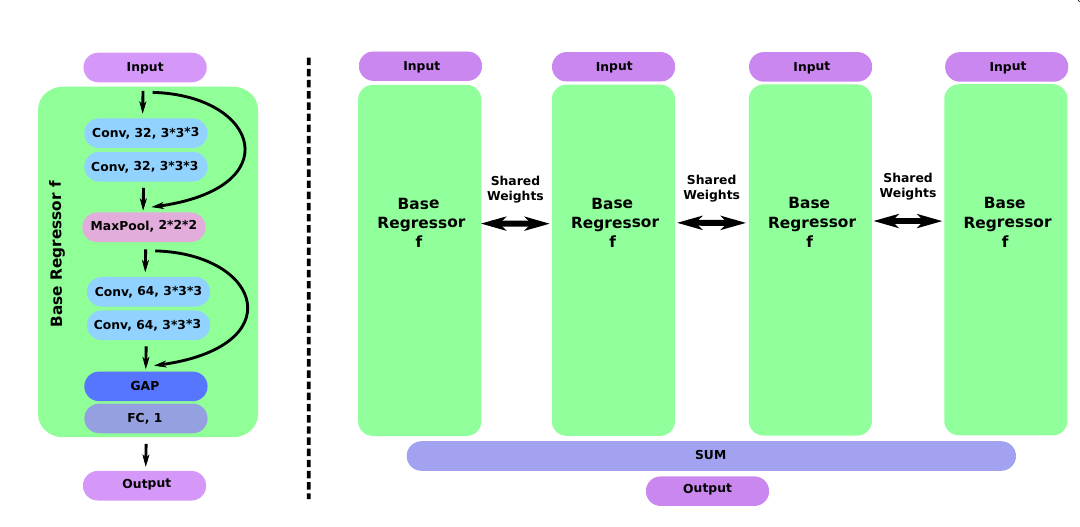 Input
Conv, 32, 3*3*3
Conv, 32, 3*3*3
MaxPool, 2*2*2
Conv, 64, 3*3*3
Conv, 64, 3*3*3
GAP
FC, 1
Output
Base Regressor f
Input
Input
Input
Input
Base
Regressor
f
Shared
Weights
Base
Regressor
f
Shared
Weights
Base
Regressor
f
Shared
Weights
Base
Regressor
f
SUM
Output